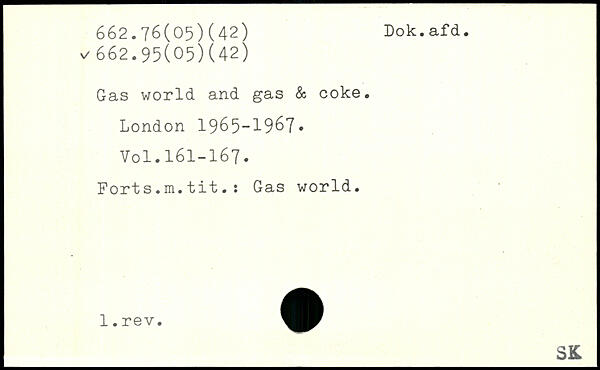 662.76(05)(42) Dok.afd.
✓ 662.95(05)(42)
Gas world and gas & coke.
London 1965-1967.
Vol.161-167.
Forts.m.tit.: Gas world.
1.rev.
SK